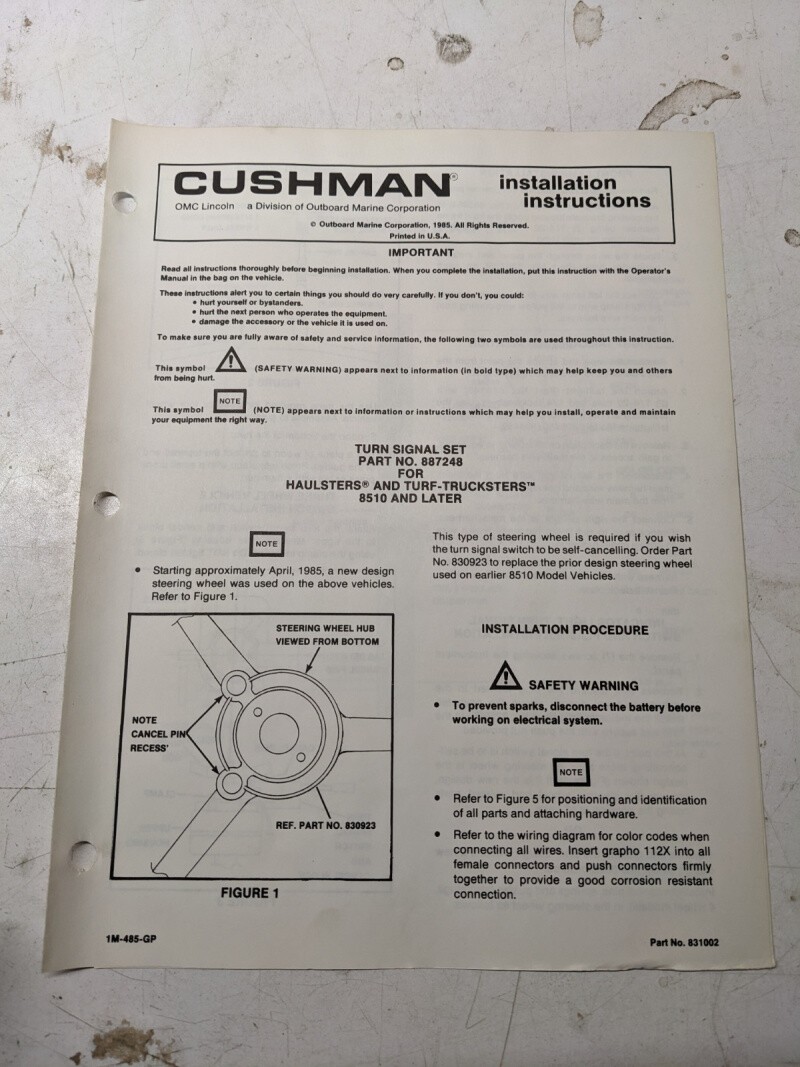 CUSHMAN® installation
OMC Lincoln a Division of Outboard Marine Corporation instructions
© Outboard Marine Corporation, 1985. All Rights Reserved.
Printed in U.S.A.
IMPORTANT
Read all instructions thoroughly before beginning installation. When you complete the installation, put this instruction with the Operator's
Manual in the bag on the vehicle.
These instructions alert you to certain things you should do very carefully. If you don't, you could:
• hurt yourself or bystanders.
• hurt the next person who operates the equipment.
• damage the accessory or the vehicle it is used on.
To make sure you are fully aware of safety and service information, the following two symbols are used throughout this instruction.
This symbol ⚠ (SAFETY WARNING) appears next to information (in bold type) which may help keep you and others
from being hurt.
This symbol NOTE (NOTE) appears next to information or instructions which may help you install, operate and maintain
your equipment the right way.
TURN SIGNAL SET
PART NO. 887248
FOR
HAULSTERS® AND TURF-TRUCKSTERS™
8510 AND LATER
NOTE
• Starting approximately April, 1985, a new design
steering wheel was used on the above vehicles.
Refer to Figure 1.
STEERING WHEEL HUB
VIEWED FROM BOTTOM
NOTE
CANCEL PIN
RECESS'
REF. PART NO. 830923
FIGURE 1
This type of steering wheel is required if you wish
the turn signal switch to be self-cancelling. Order Part
No. 830923 to replace the prior design steering wheel
used on earlier 8510 Model Vehicles.
INSTALLATION PROCEDURE
⚠ SAFETY WARNING
• To prevent sparks, disconnect the battery before
working on electrical system.
NOTE
• Refer to Figure 5 for positioning and identification
of all parts and attaching hardware.
• Refer to the wiring diagram for color codes when
connecting all wires. Insert grapho 112X into all
female connectors and push connectors firmly
together to provide a good corrosion resistant
connection.
1M-485-GP
Part No. 831002